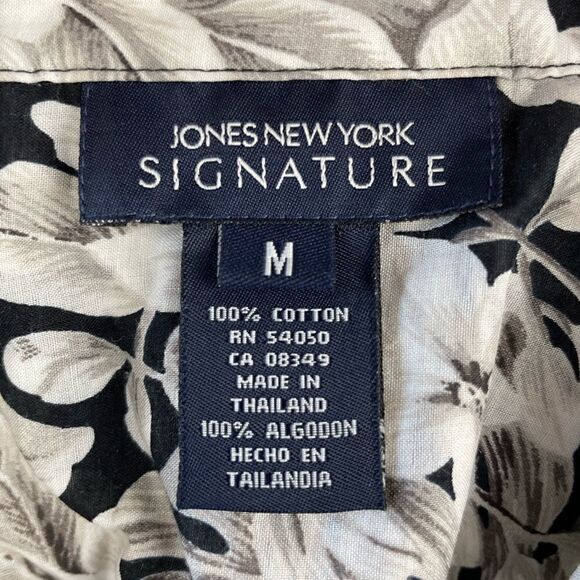 JONES NEW YORK
SIGNATURE
M
100% COTTON
RN 54050
CA 08349
MADE IN
THAILAND
100% ALGODON
HECHO EN
TAILANDIA